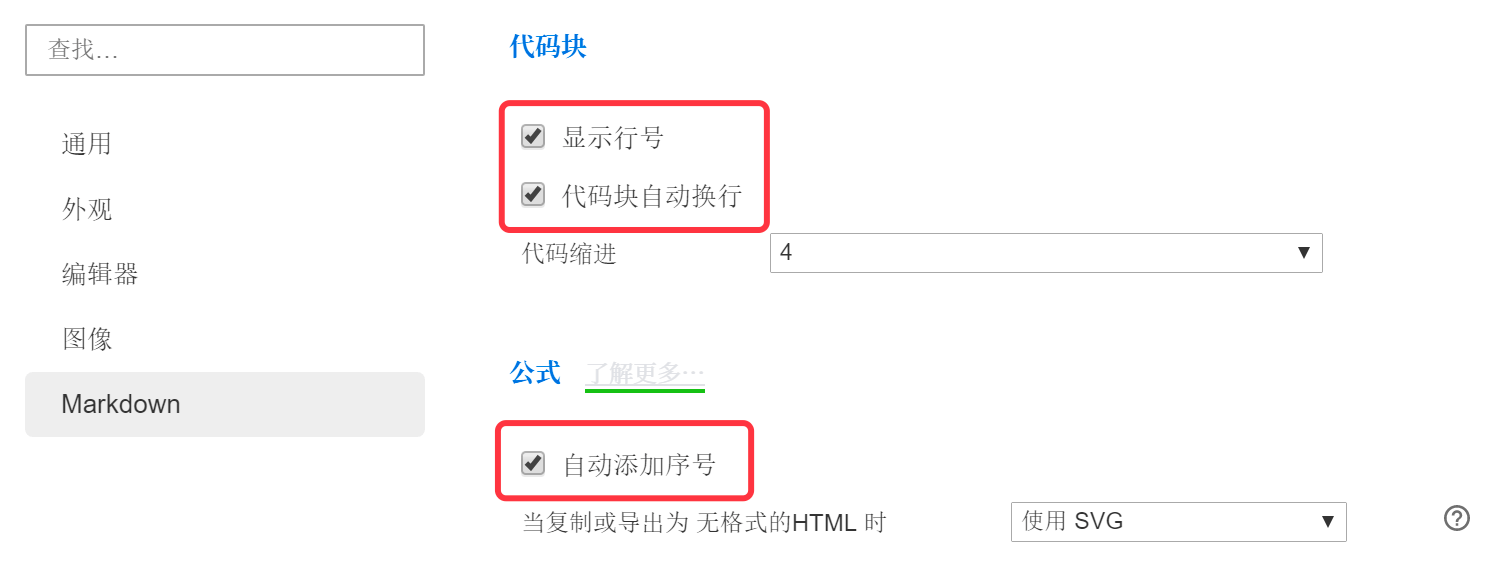 查找...
通用
外观
编辑器
图像
Markdown
代码块
显示行号
代码块自动换行
代码缩进
4
公式 了解更多…
自动添加序号
当复制或导出为 无格式的HTML 时
使用 SVG